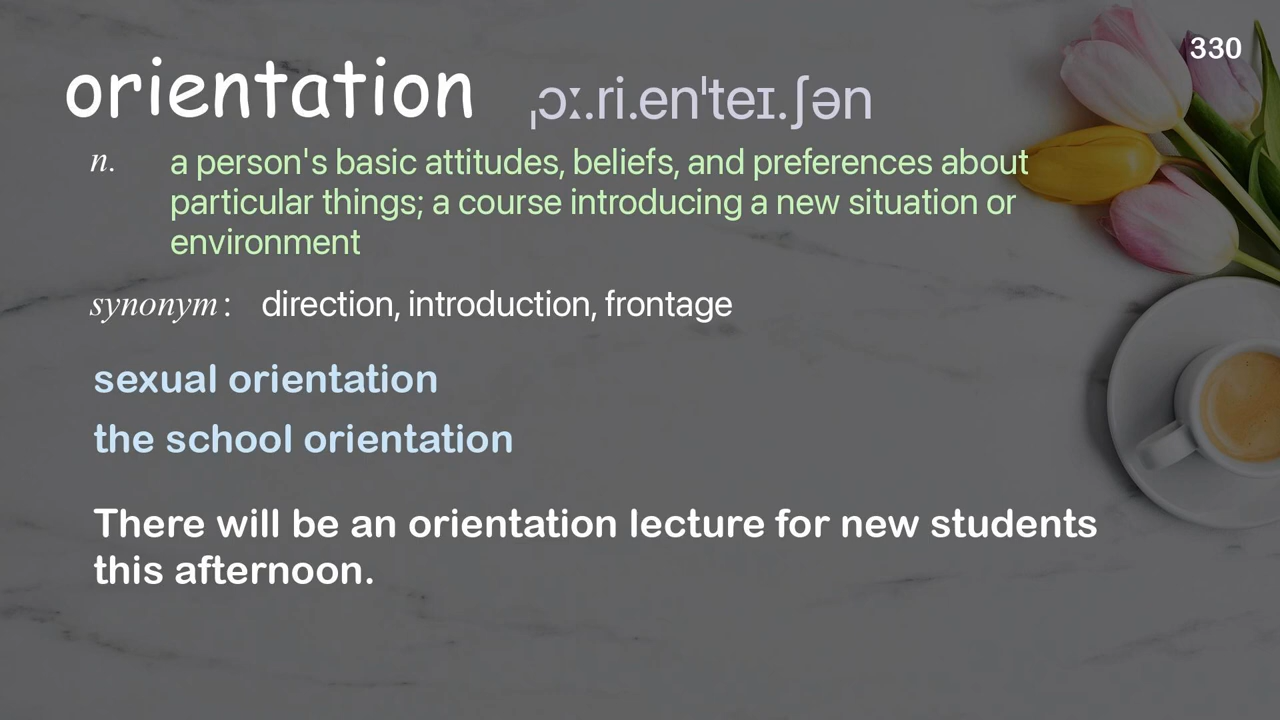 330
orientation ˌɔː.ri.enˈteɪ.ʃən
n. a person's basic attitudes, beliefs, and preferences about
particular things; a course introducing a new situation or
environment
synonym: direction, introduction, frontage
sexual orientation
the school orientation
There will be an orientation lecture for new students
this afternoon.